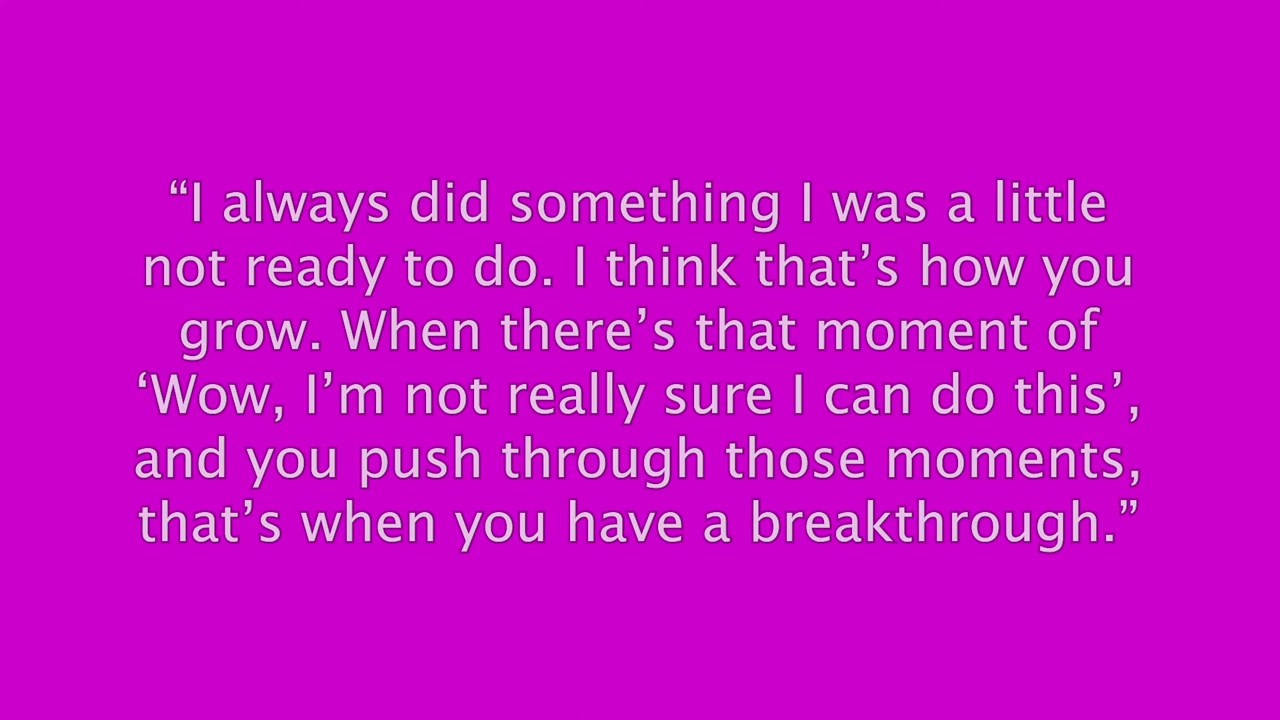 “I always did something I was a little
not ready to do. I think that’s how you
grow. When there’s that moment of
‘Wow, I’m not really sure I can do this’,
and you push through those moments,
that’s when you have a breakthrough.”